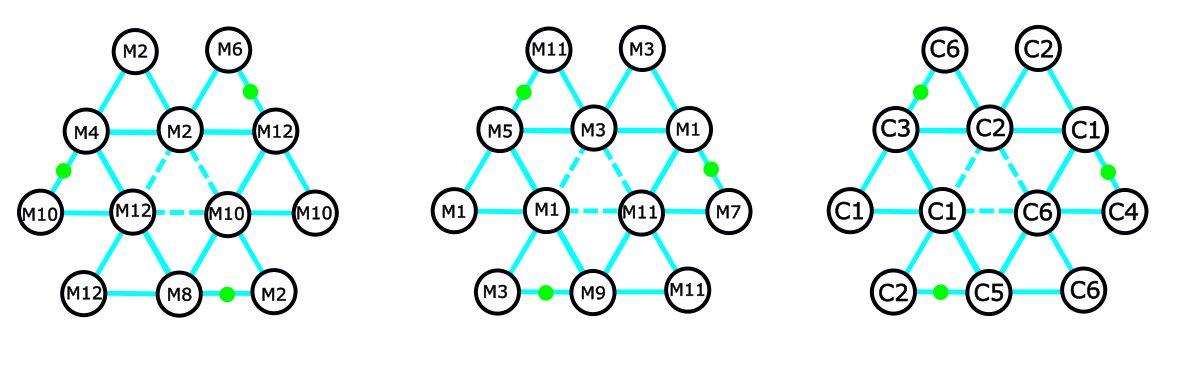 M2 M6 M11 M3 C6 C2
M4 M2 M12 M5 M3 M1 C3 C2 C1
M10 M12 M10 M10 M1 M1 M11 M7 C1 C1 C6 C4
M12 M8 M2 M3 M9 M11 C2 C5 C6